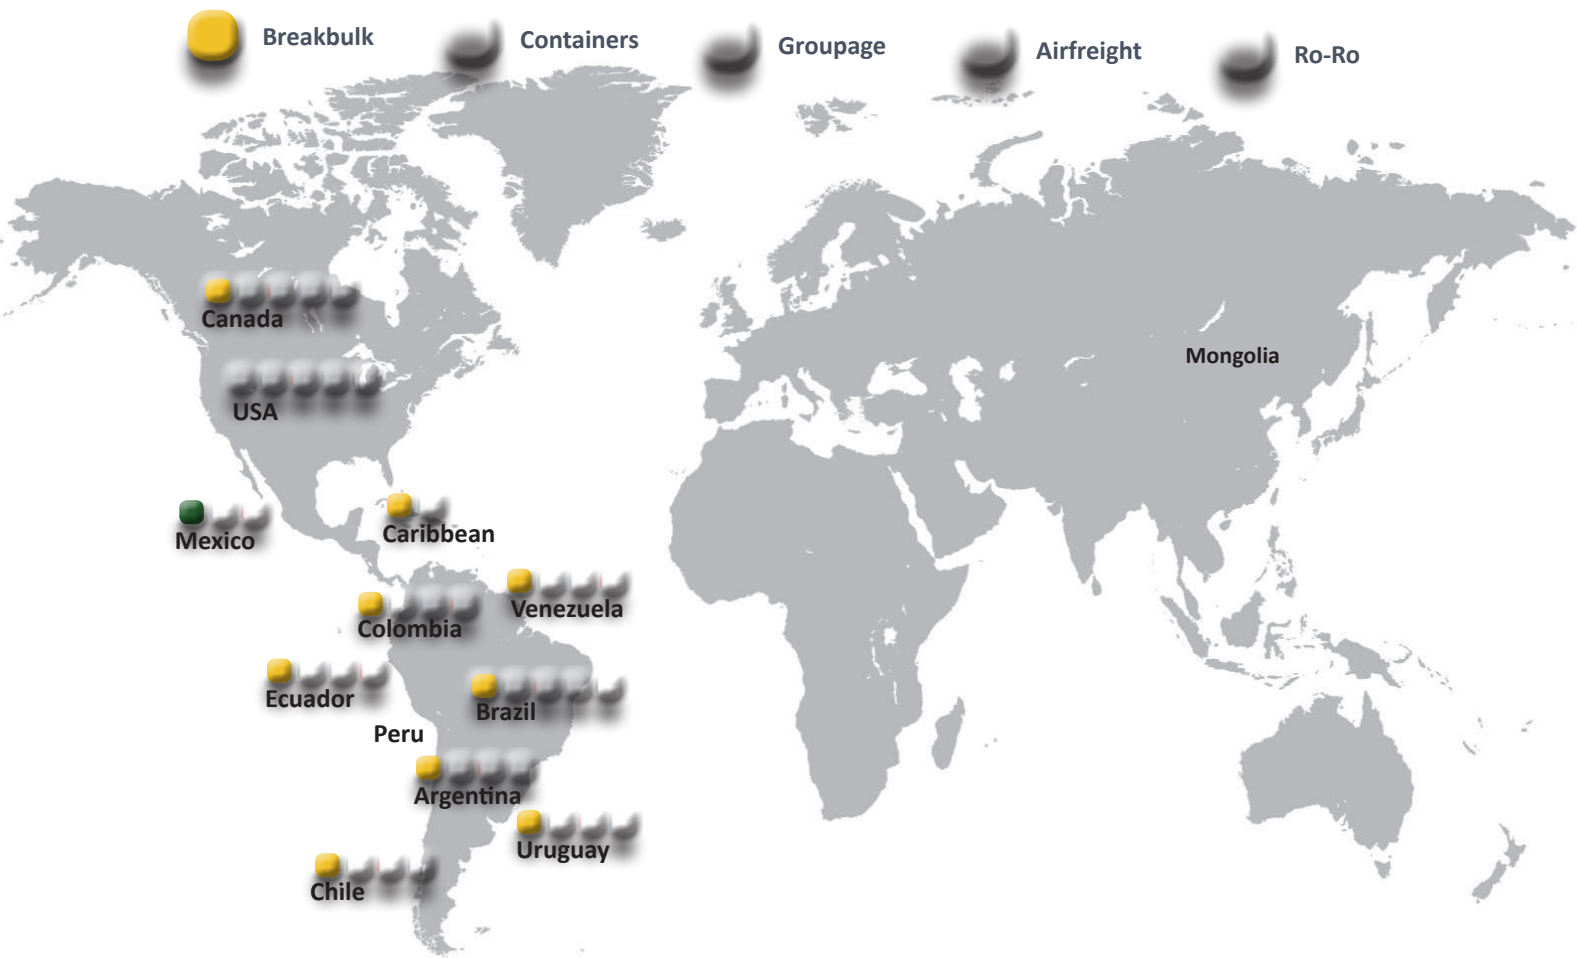 Breakbulk
Containers
Groupage
Airfreight
Ro-Ro
Canada
Mongolia
USA
Caribbean
Mexico
Venezuela
Colombia
Ecuador
Brazil
Peru
Argentina
Uruguay
Chile